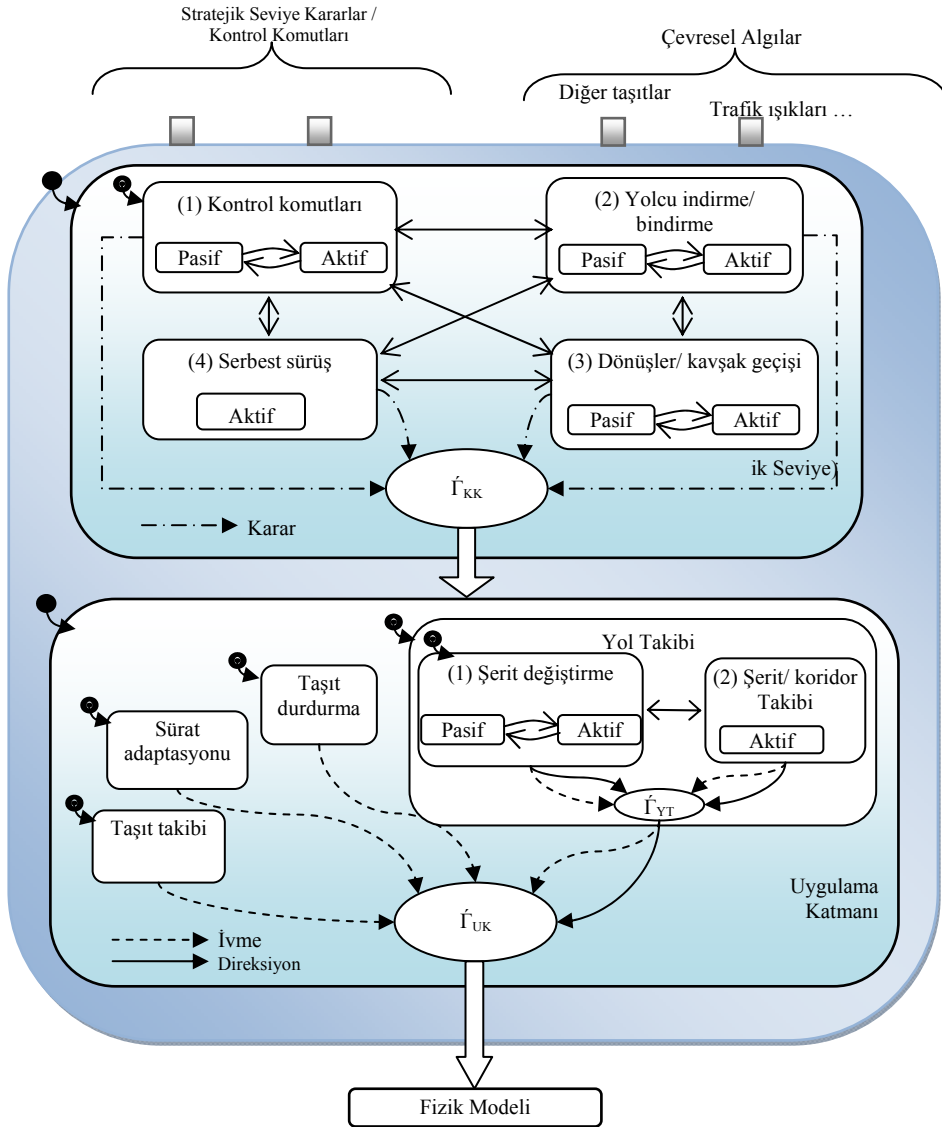 Stratejik Seviye Kararlar /
Kontrol Komutları
Çevresel Algılar
Diğer taşıtlar
Trafik ışıkları …
(1) Kontrol komutları
Pasif
Aktif
(2) Yolcu indirme/
bindirme
Pasif
Aktif
(4) Serbest sürüş
Aktif
(3) Dönüşler/ kavşak geçişi
Pasif
Aktif
ik Seviye)
Γ́KK
Karar
Yol Takibi
(1) Şerit değiştirme
Pasif
Aktif
(2) Şerit/ koridor
Takibi
Aktif
Taşıt
durdurma
Sürat
adaptasyonu
Taşıt takibi
Γ́YT
Γ́UK
Uygulama
Katmanı
İvme
Direksiyon
Fizik Modeli